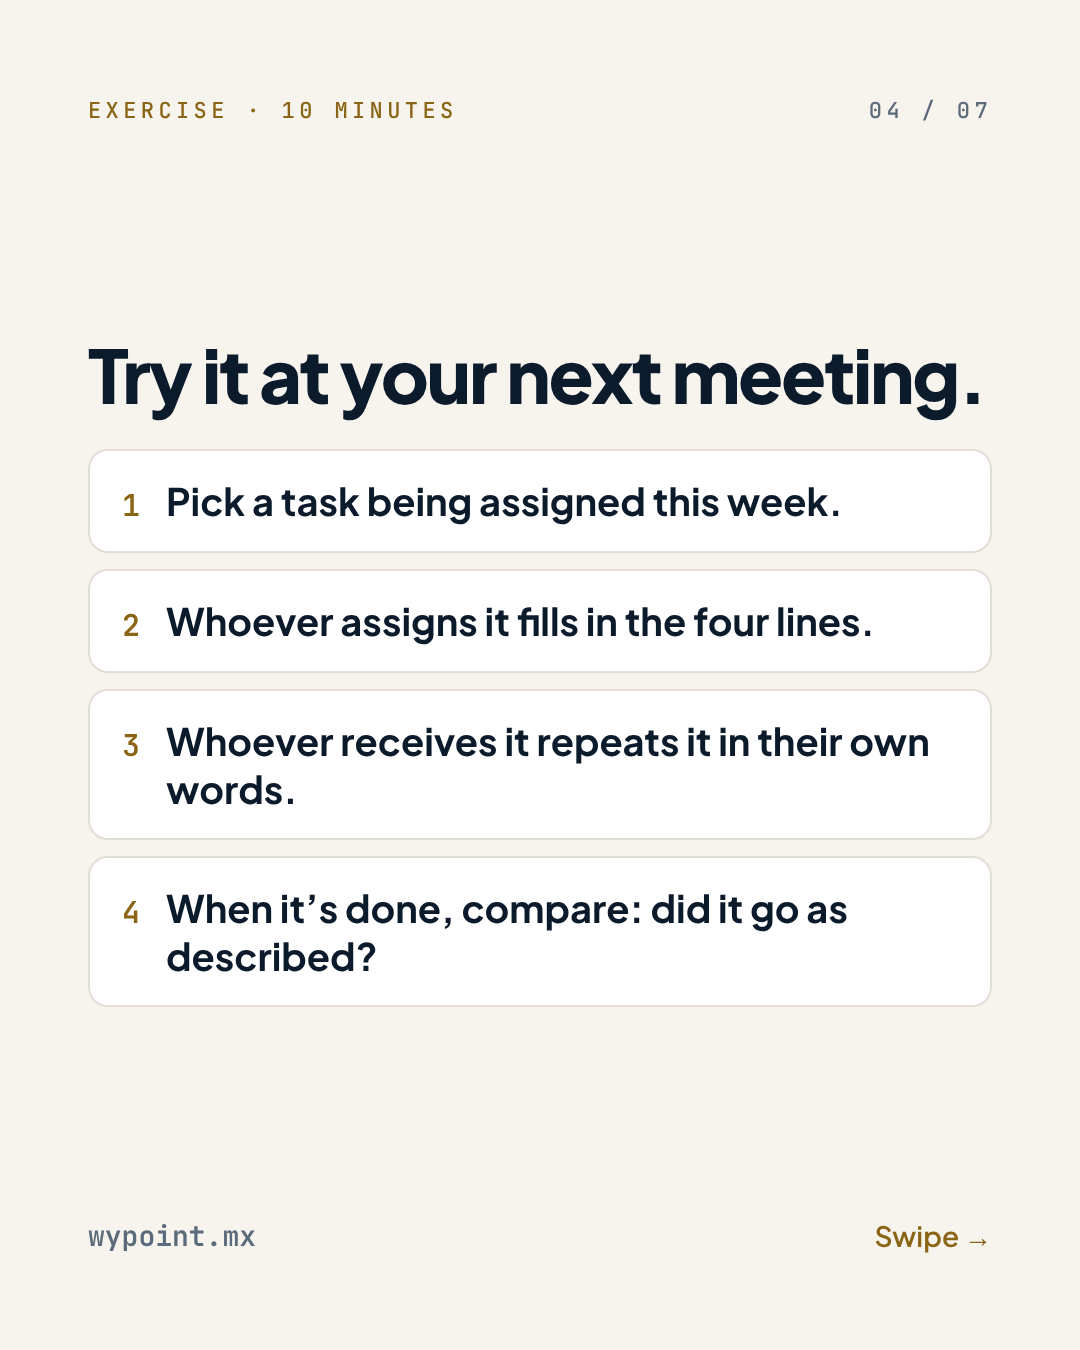 EXERCISE · 10 MINUTES
04 / 07
Try it at your next meeting.
1 Pick a task being assigned this week.
2 Whoever assigns it fills in the four lines.
3 Whoever receives it repeats it in their own
words.
4 When it’s done, compare: did it go as
described?
wypoint.mx
Swipe →